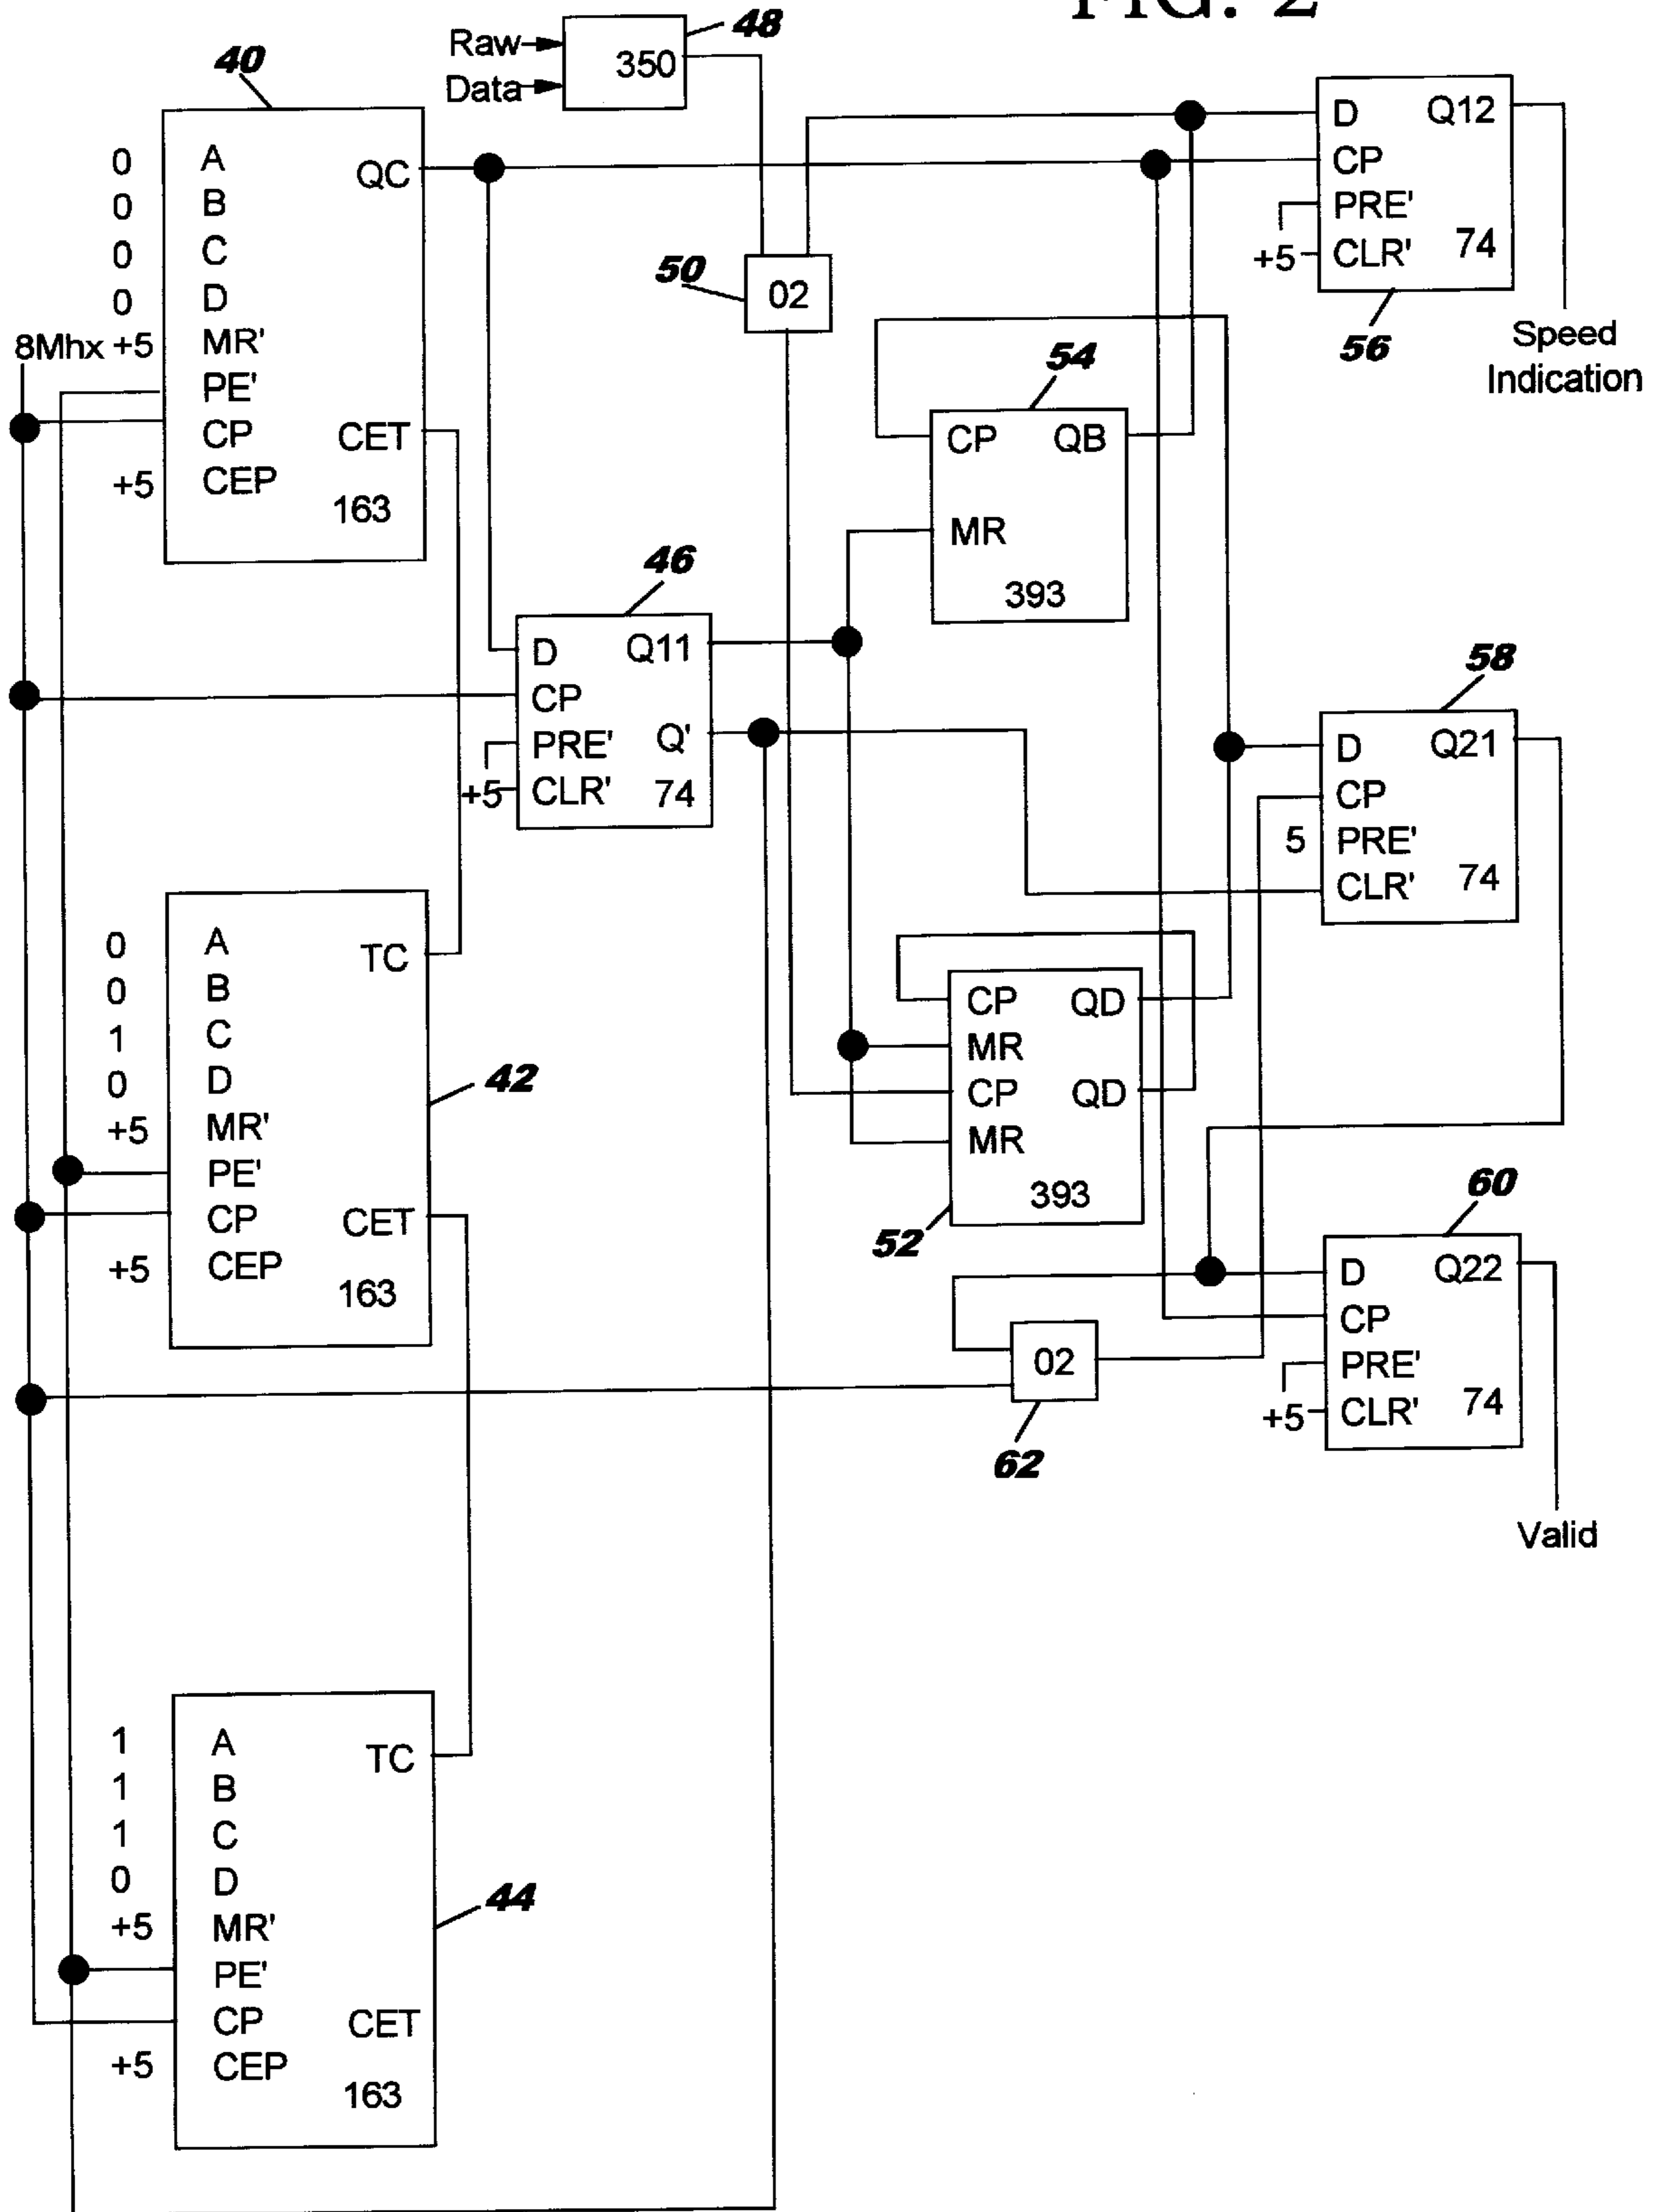 FIG. 2
48
Raw
Data
350
40
0 A
0 B
0 C
0 D
8Mhx +5 MR'
PE'
CP
+5 CEP
QC
CET
163
D Q12
CP
PRE'
+5 CLR' 74
56
Speed
Indication
50
02
54
CP QB
MR
393
46
D Q11
CP
PRE' Q'
+5 CLR' 74
58
D Q21
CP
5 PRE'
CLR' 74
0 A
0 B
1 C
0 D
+5 MR'
PE'
CP
+5 CEP
TC
CET
163
42
CP QD
MR
CP QD
MR
393
52
60
D Q22
CP
PRE'
+5 CLR' 74
02
62
Valid
1 A
1 B
1 C
0 D
+5 MR'
PE'
CP
+5 CEP
TC
CET
163
44